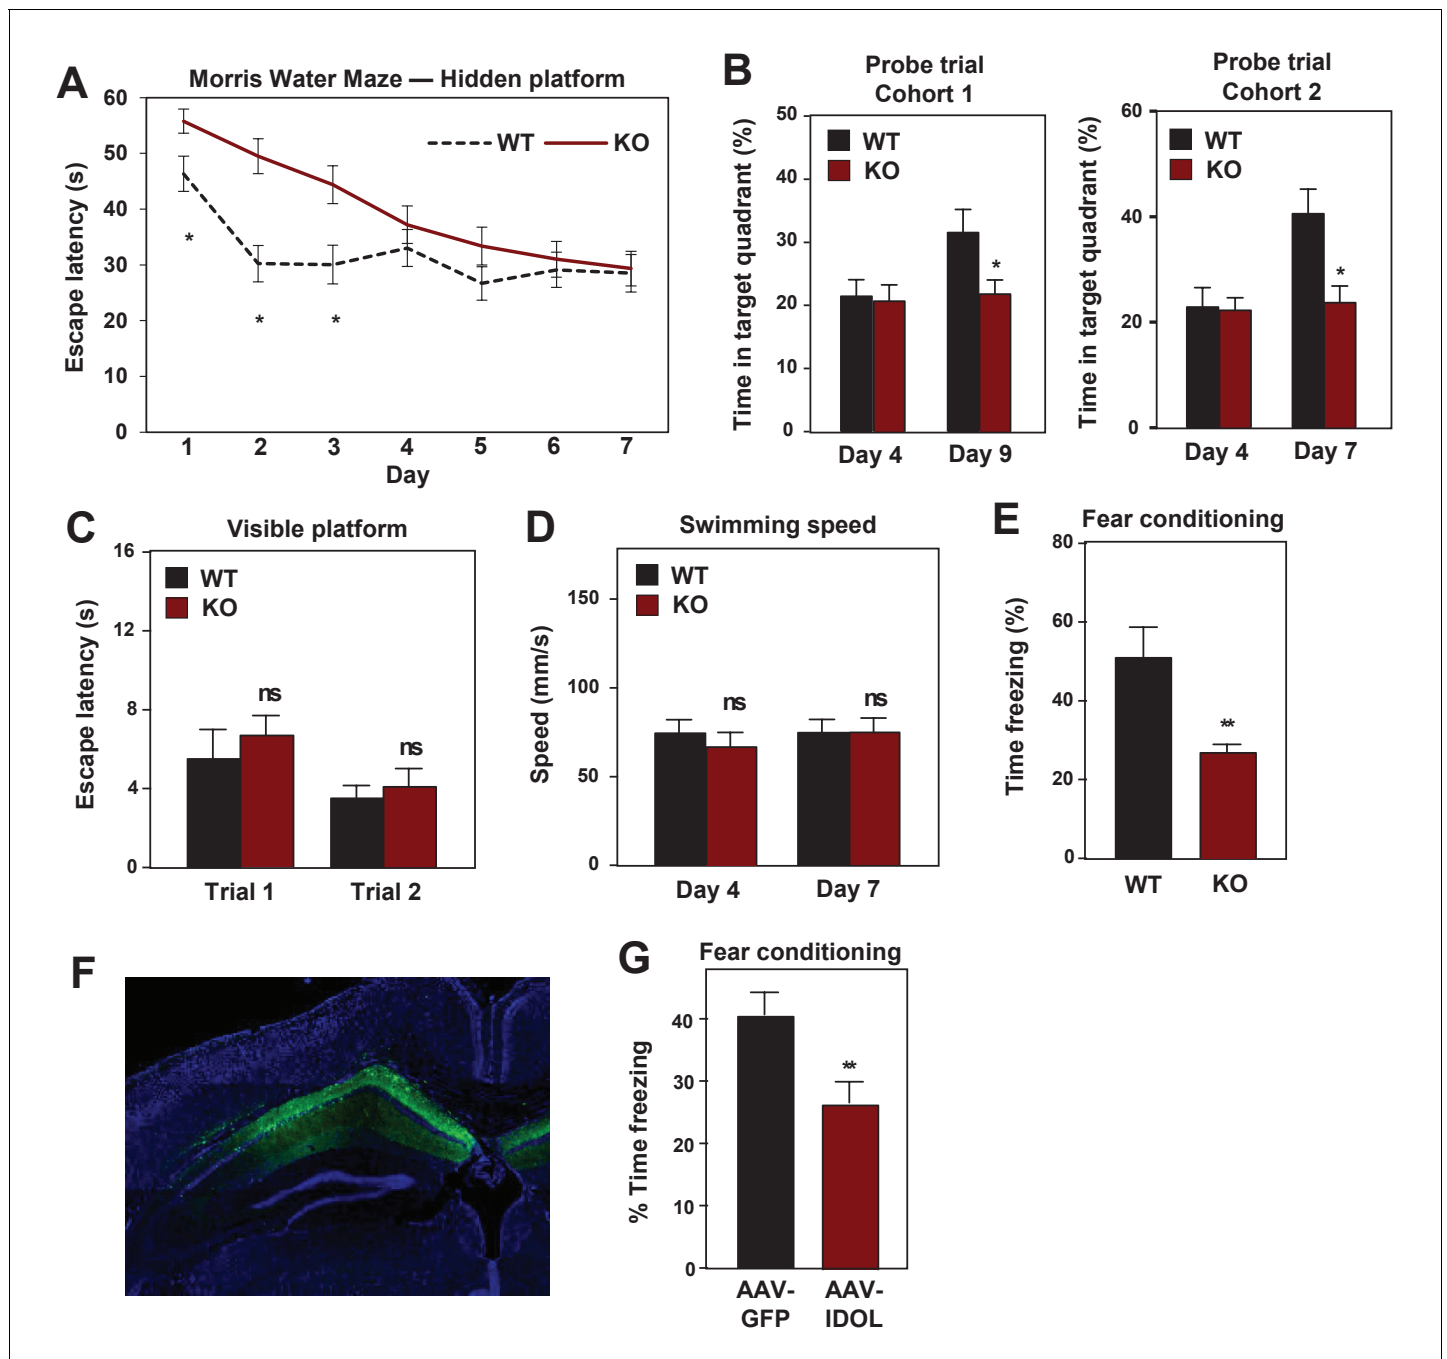 A
Morris Water Maze — Hidden platform
Escape latency (s)
60
50
40
30
20
10
0
WT
KO
*
*
*
1 2 3 4 5 6 7
Day
B
Probe trial
Cohort 1
Time in target quadrant (%)
50
40
30
20
10
0
WT
KO
*
Day 4 Day 9
Probe trial
Cohort 2
Time in target quadrant (%)
60
40
20
0
WT
KO
*
Day 4 Day 7
C
Visible platform
Escape latency (s)
16
12
8
4
0
WT
KO
ns
ns
Trial 1 Trial 2
D
Swimming speed
Speed (mm/s)
150
100
50
0
WT
KO
ns
ns
Day 4 Day 7
E
Fear conditioning
Time freezing (%)
80
60
40
20
0
**
WT KO
F
G
Fear conditioning
% Time freezing
40
30
20
10
0
**
AAV- AAV-
GFP IDOL